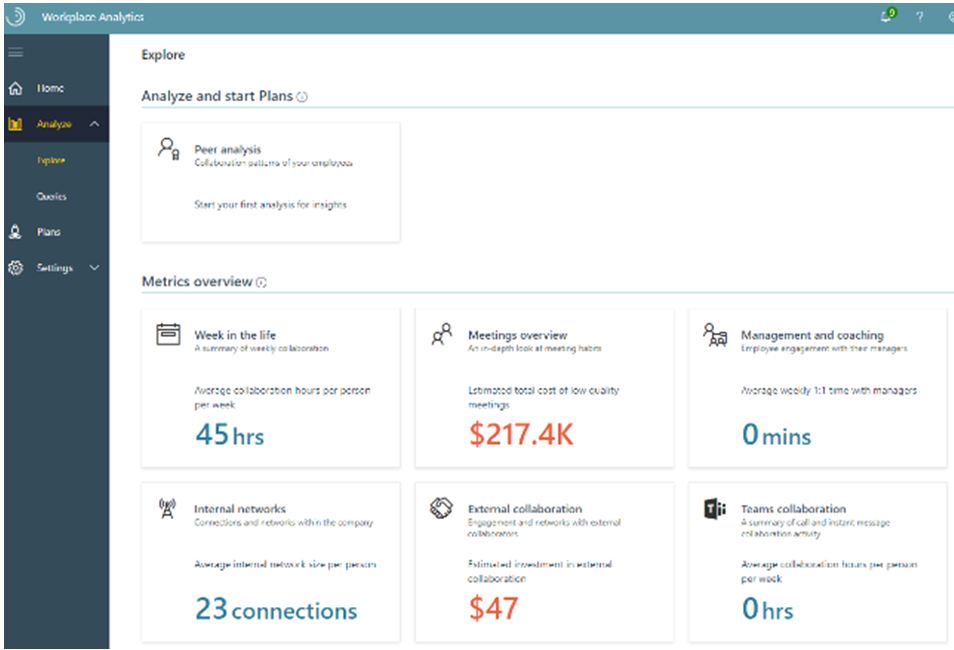 Workplace Analytics
9
?
Home
Analyze
Explore
Queries
Plans
Settings
Explore
Analyze and start Plans
Peer analysis
Collaboration patterns of your employees
Start your first analysis for insights
Metrics overview
Week in the life
A summary of weekly collaboration
Average collaboration hours per person
per week
45 hrs
Meetings overview
An in-depth look at meeting habits
Estimated total cost of low quality
meetings
$217.4K
Management and coaching
Employee engagement with their managers
Average weekly 1:1 time with managers
0 mins
Internal networks
Connections and networks within the company
Average internal network size per person
23 connections
External collaboration
Engagement and networks with external
collaborators
Estimated investment in external
collaboration
$47
Teams collaboration
A summary of call and instant message
collaboration activity
Average collaboration hours per person
per week
0 hrs